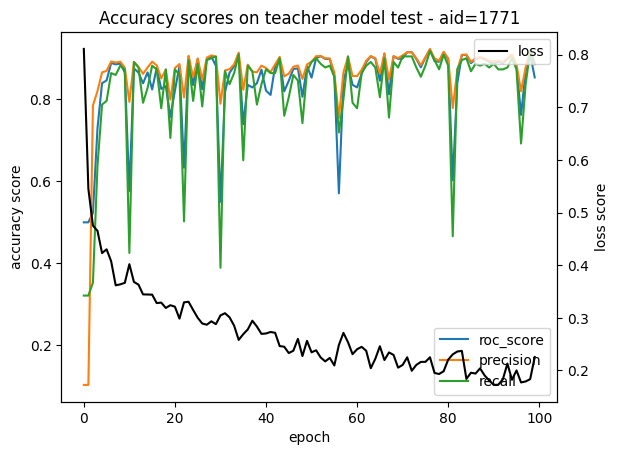 Accuracy scores on teacher model test - aid=1771
accuracy score
0.8
0.6
0.4
0.2
loss
0.8
0.7
0.6
0.5
0.4
0.3
0.2
loss score
roc_score
precision
recall
0
20
40
60
80
100
epoch